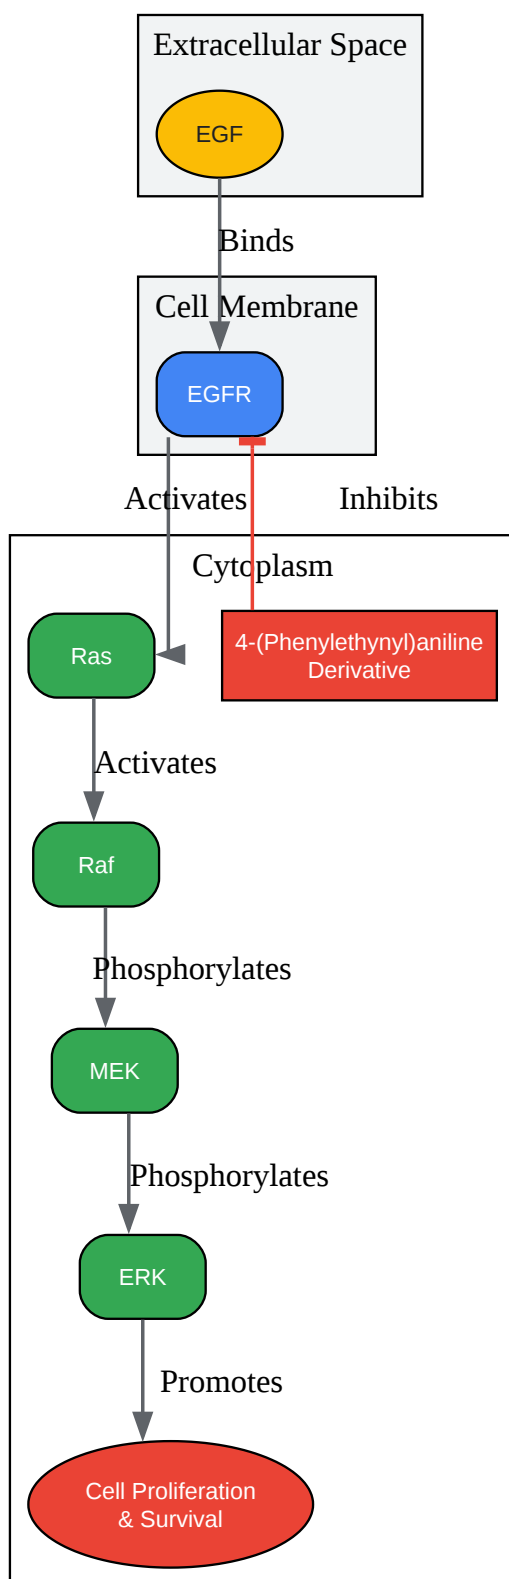 Extracellular Space
EGF
Binds
Cell Membrane
EGFR
Activates
Inhibits
Cytoplasm
Ras
4-(Phenylethynyl)aniline
Derivative
Activates
Raf
Phosphorylates
MEK
Phosphorylates
ERK
Promotes
Cell Proliferation
& Survival